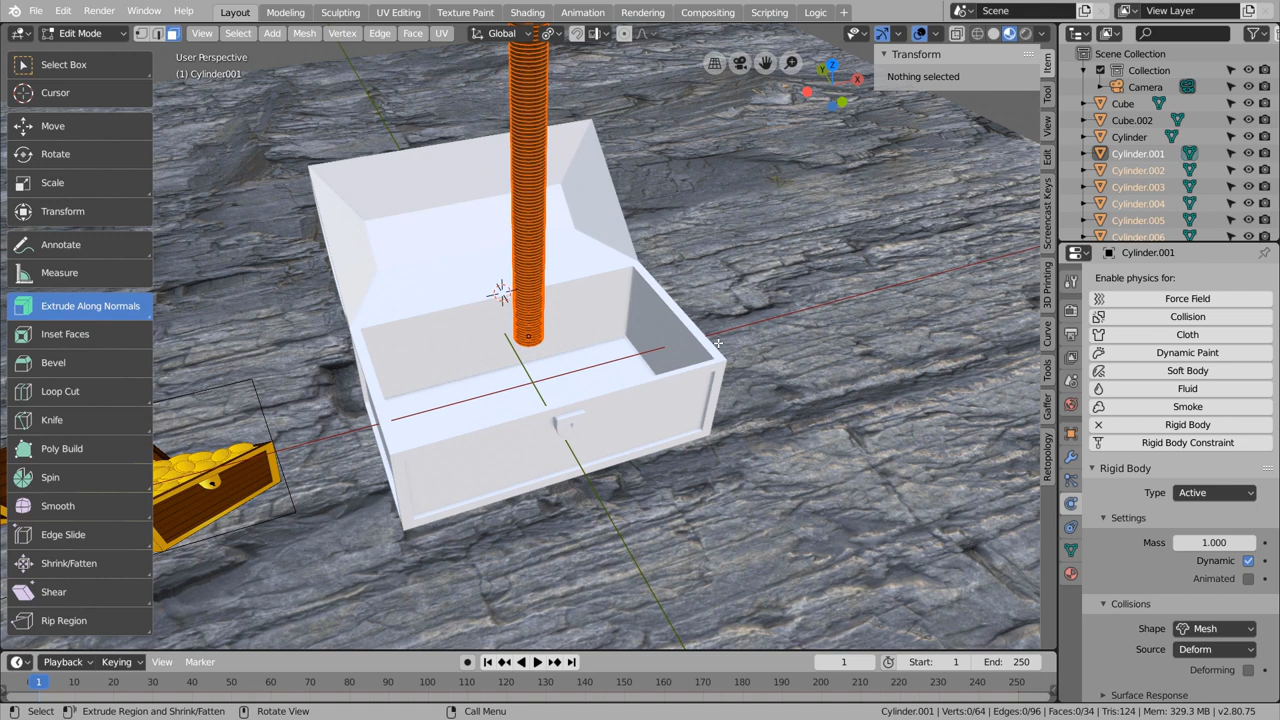 File Edit Render Window Help Layout Modeling Sculpting UV Editing Texture Paint Shading Animation Rendering Compositing Scripting Logic + Scene View Layer
Edit Mode View Select Add Mesh Vertex Edge Face UV Global
User Perspective
(1) Cylinder001
Select Box
Cursor
Move
Rotate
Scale
Transform
Annotate
Measure
Extrude Along Normals
Inset Faces
Bevel
Loop Cut
Knife
Poly Build
Spin
Smooth
Edge Slide
Shrink/Fatten
Shear
Rip Region
X
Y
Z
Transform
Nothing selected
Item
Tool
View
Edit
Screencast Keys
3D Printing
Curve
Tools
Gaffer
Retopology
Scene Collection
Collection
Camera
Cube
Cube.002
Cylinder
Cylinder.001
Cylinder.002
Cylinder.003
Cylinder.004
Cylinder.005
Cylinder.006
Cylinder.001
Enable physics for:
Force Field
Collision
Cloth
Dynamic Paint
Soft Body
Fluid
Smoke
Rigid Body
Rigid Body Constraint
Rigid Body
Type Active
Settings
Mass 1.000
Dynamic
Animated
Collisions
Shape Mesh
Source Deform
Deforming
Surface Response
Playback Keying View Marker 1 Start: 1 End: 250
1 10 20 30 40 50 60 70 80 90 100 110 120 130 140 150 160 170 180 190 200 210 220 230 240 250
Select Extrude Region and Shrink/Fatten Rotate View Call Menu Cylinder.001 | Verts:0/64 | Edges:0/96 | Faces:0/34 | Tris:124 | Mem: 329.3 MB | v2.80.75